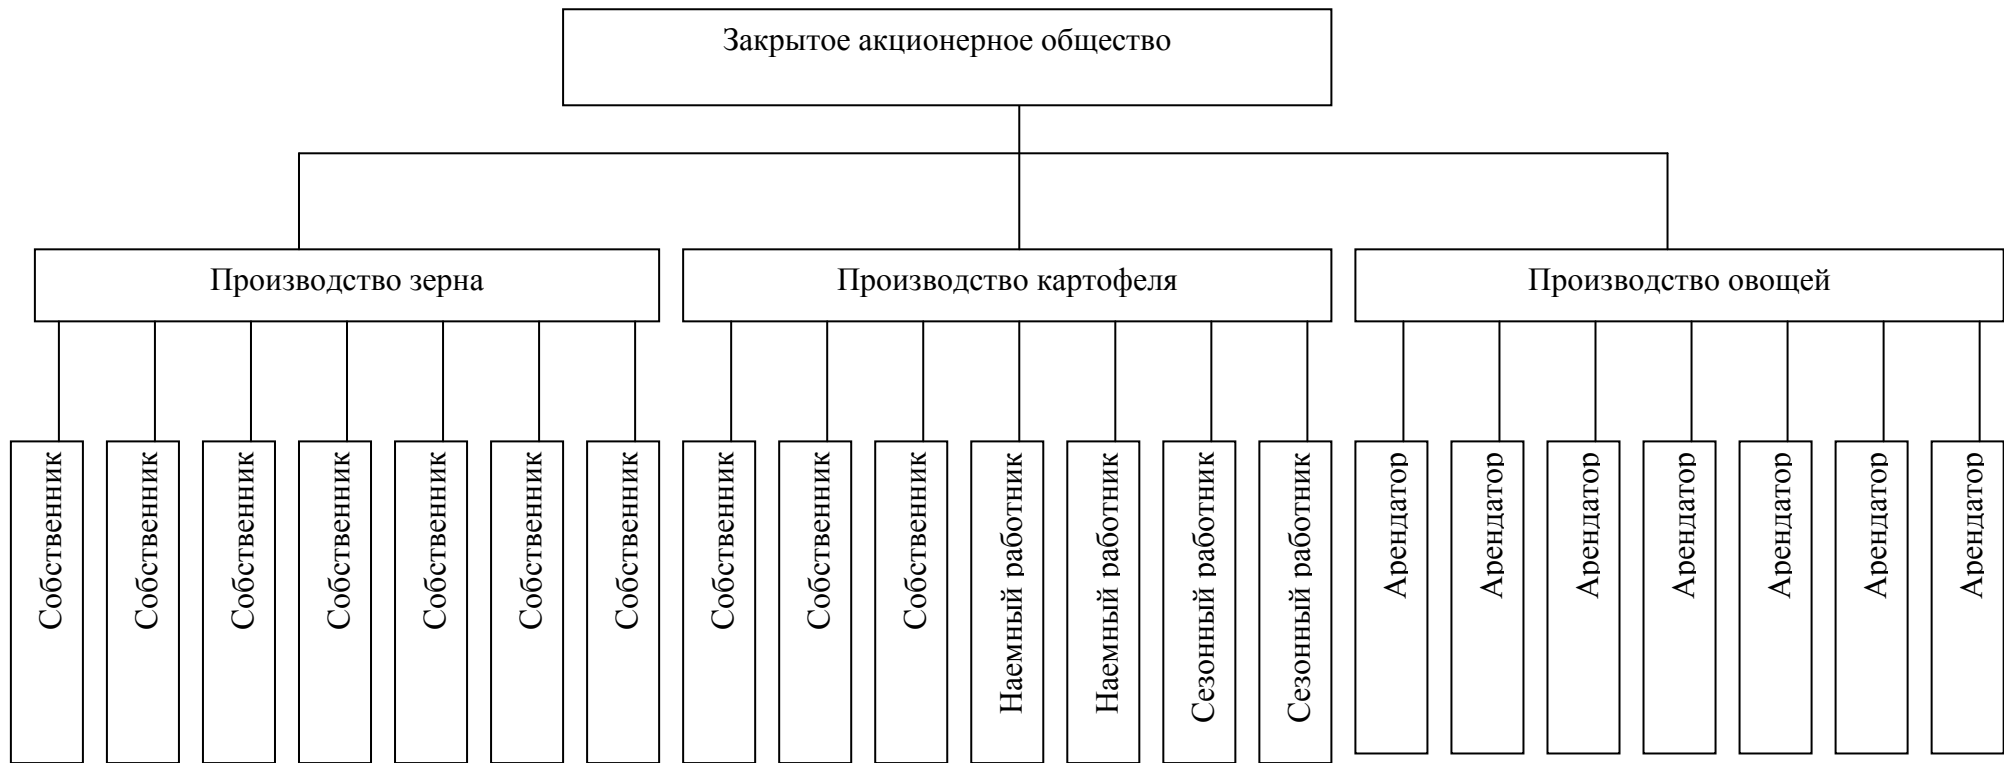 Закрытое акционерное общество
Производство зерна
Производство картофеля
Производство овощей
Собственник
Собственник
Собственник
Собственник
Собственник
Собственник
Собственник
Собственник
Собственник
Собственник
Наемный работник
Наемный работник
Сезонный работник
Сезонный работник
Арендатор
Арендатор
Арендатор
Арендатор
Арендатор
Арендатор
Арендатор